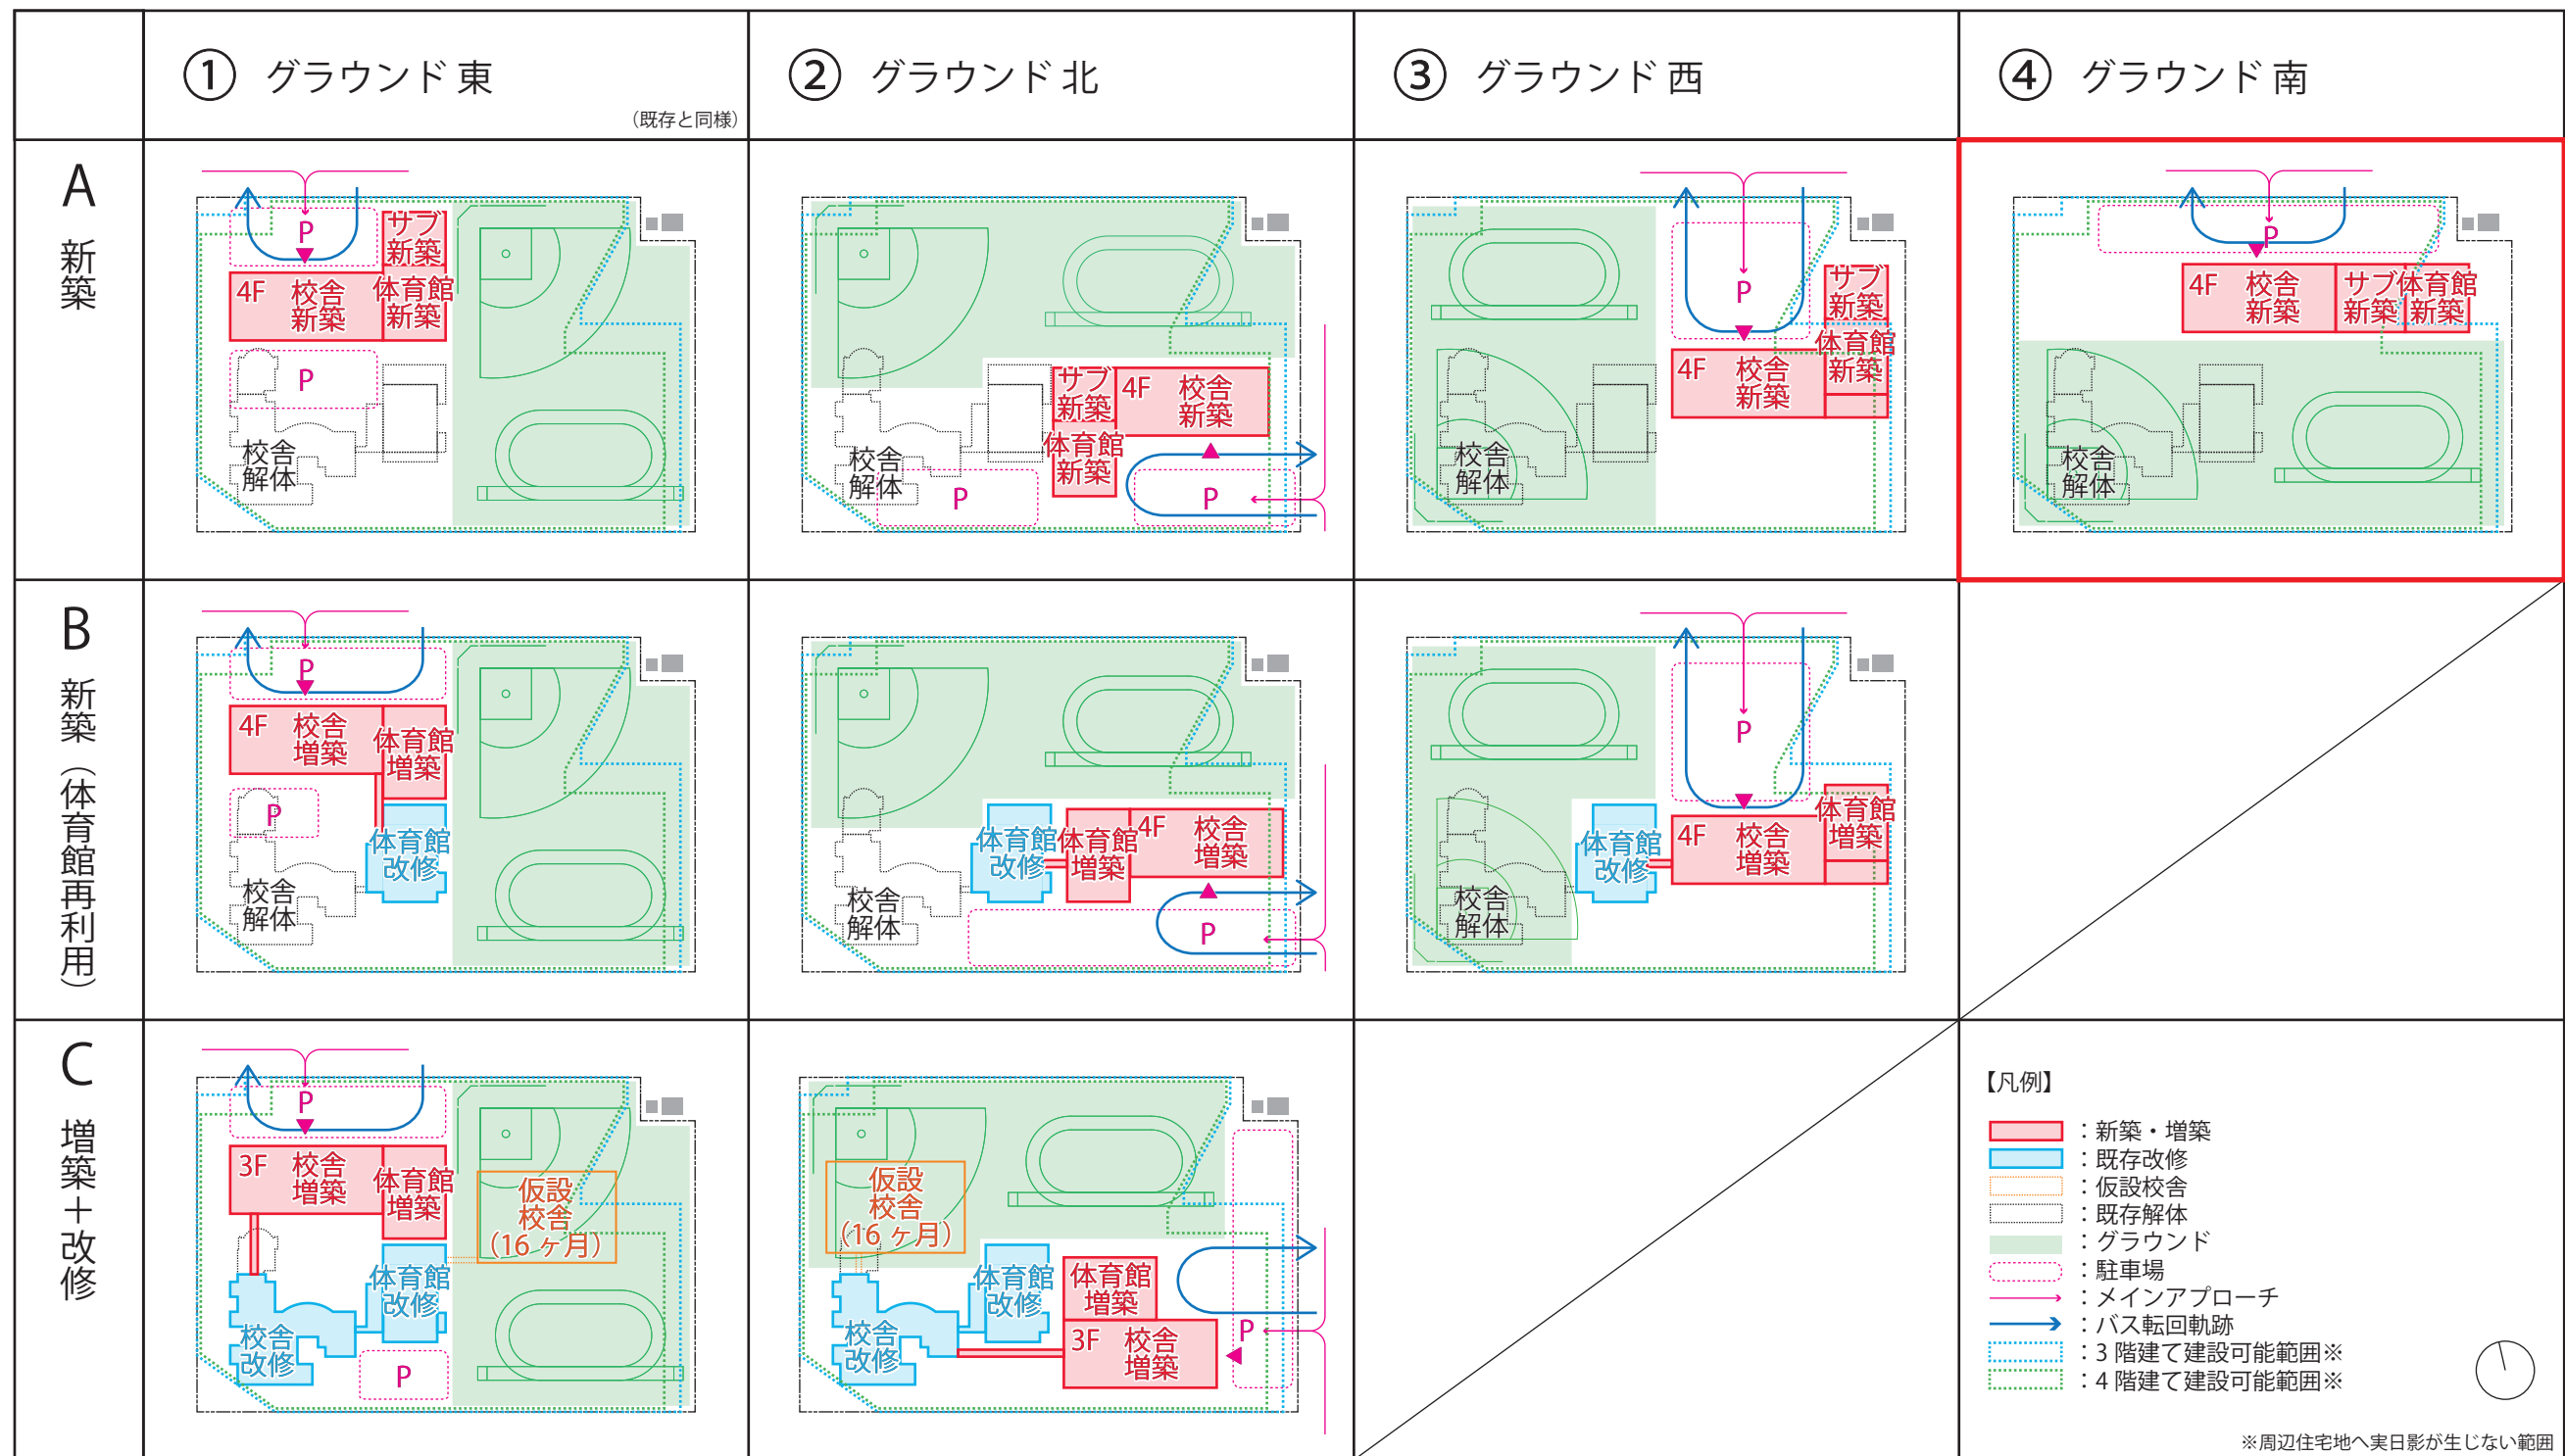 ① グラウンド 東
（既存と同様）
② グラウンド 北
③ グラウンド 西
④ グラウンド 南
A 新築
P
サブ
新築
4F 校舎
新築
体育館
新築
P
校舎
解体
サブ
新築
4F 校舎
新築
体育館
新築
校舎
解体
P
P
P
サブ
新築
4F 校舎
新築
体育館
新築
校舎
解体
P
4F 校舎
新築
サブ
新築
体育館
新築
校舎
解体
B 新築（体育館再利用）
P
4F 校舎
増築
体育館
増築
P
体育館
改修
校舎
解体
体育館
改修
体育館
増築
4F 校舎
増築
校舎
解体
P
P
体育館
改修
4F 校舎
増築
体育館
増築
校舎
解体
C 増築＋改修
P
3F 校舎
増築
体育館
増築
仮設
校舎
（16 ヶ月）
体育館
改修
校舎
改修
P
仮設
校舎
（16 ヶ月）
体育館
改修
体育館
増築
校舎
改修
3F 校舎
増築
P
【凡例】
：新築・増築
：既存改修
：仮設校舎
：既存解体
：グラウンド
：駐車場
：メインアプローチ
：バス転回軌跡
：3 階建て建設可能範囲※
：4 階建て建設可能範囲※
※周辺住宅地へ実日影が生じない範囲